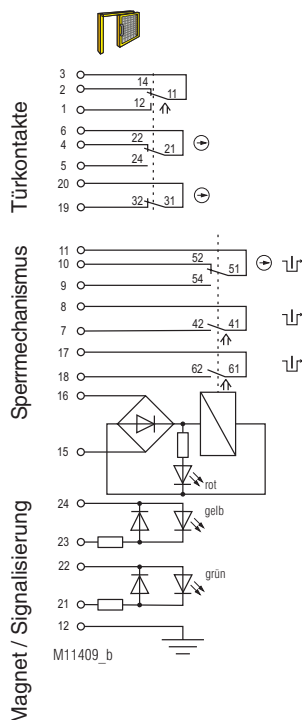 Türkontakte
3
2 14
11
1 12
6
4 22
21
5 24
20
19 32 31
Sperrmechanismus
11
10 52
51
9 54
8
7 42 41
17
18 62 61
16
15
rot
Magnet / Signalisierung
24
gelb
23
22
grün
21
12
M11409_b